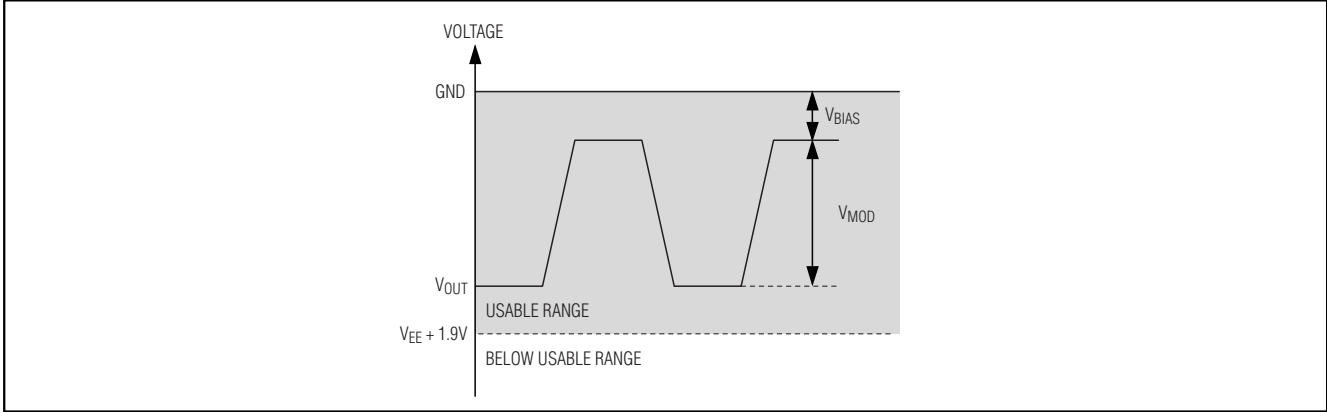 VOLTAGE
GND
VBIAS
VMOD
VOUT
USABLE RANGE
VEE + 1.9V
BELOW USABLE RANGE